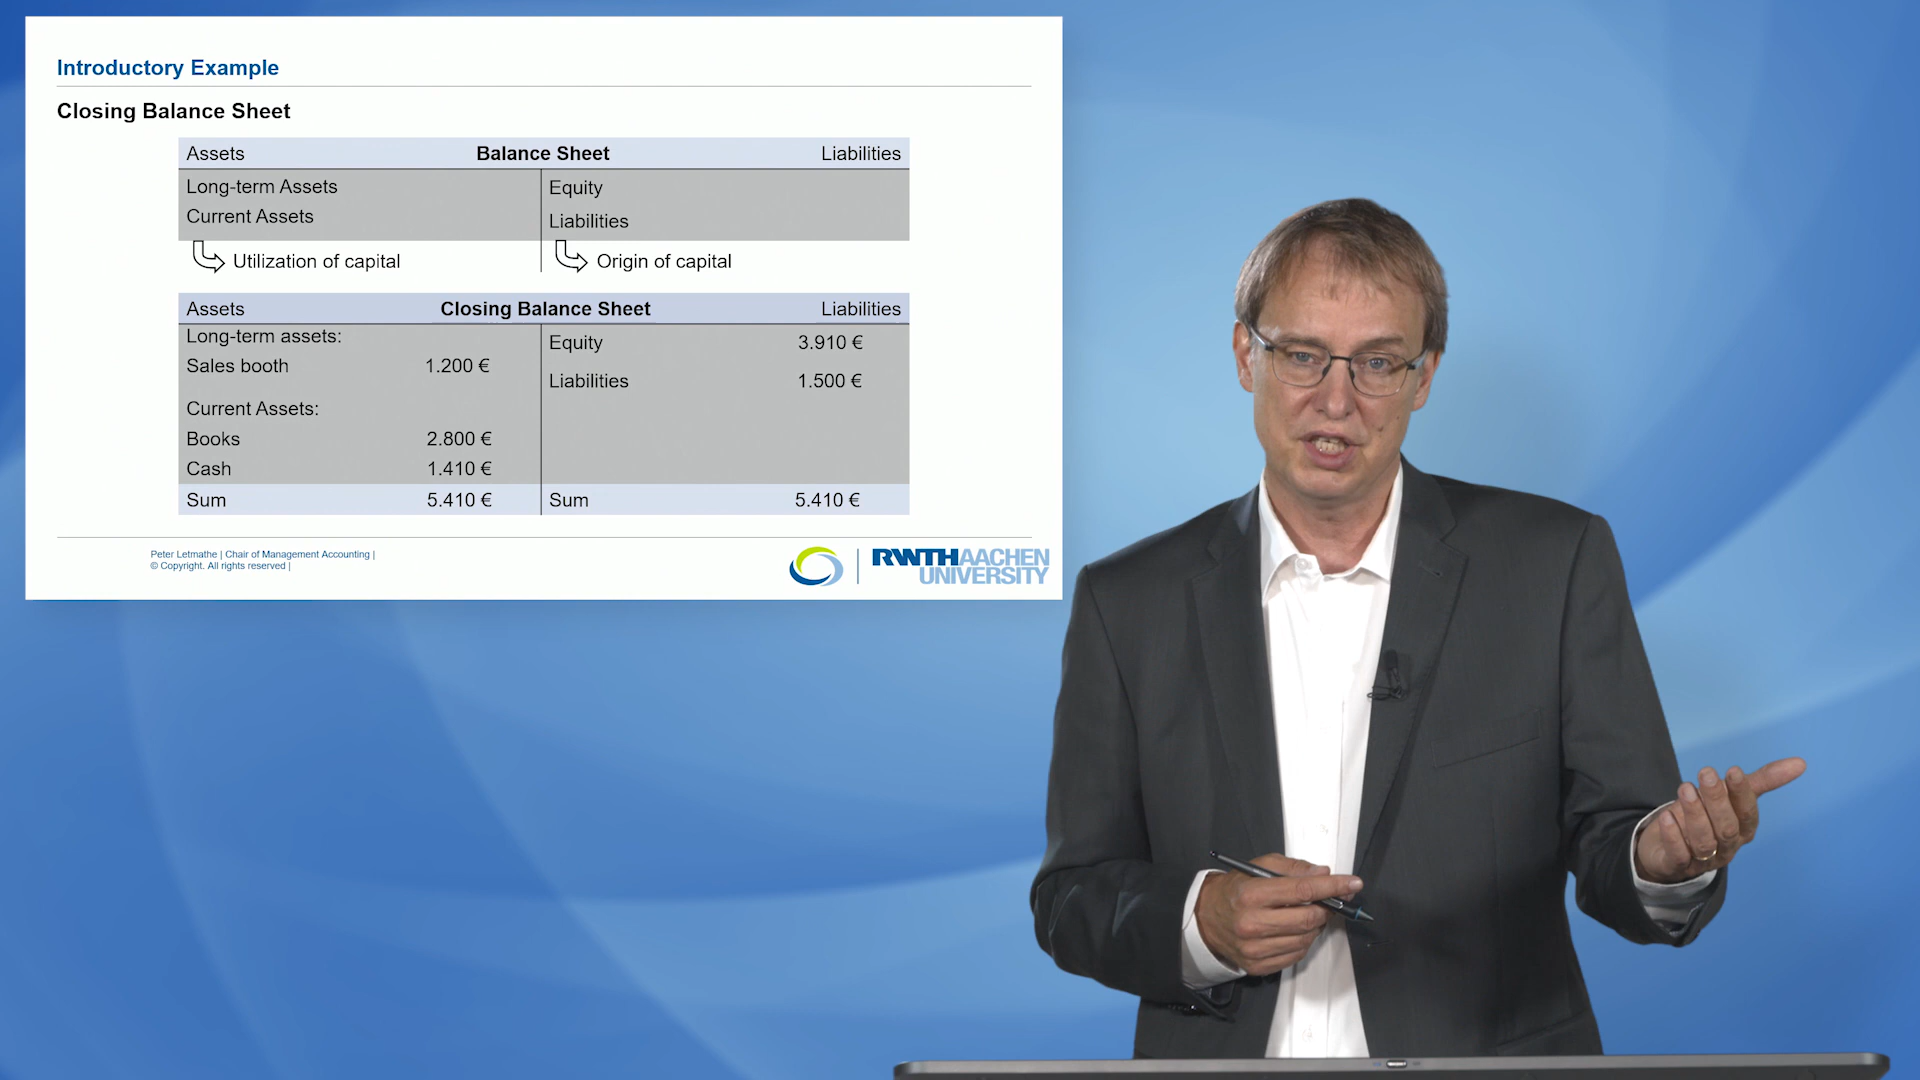 Introductory Example
Closing Balance Sheet
Assets Balance Sheet Liabilities
Long-term Assets Equity
Current Assets Liabilities
Utilization of capital Origin of capital
Assets Closing Balance Sheet Liabilities
Long-term assets: Equity 3.910 €
Sales booth 1.200 € Liabilities 1.500 €
Current Assets:
Books 2.800 €
Cash 1.410 €
Sum 5.410 € Sum 5.410 €
Peter Letmathe | Chair of Management Accounting |
© Copyright. All rights reserved |
RWTHAACHEN
UNIVERSITY